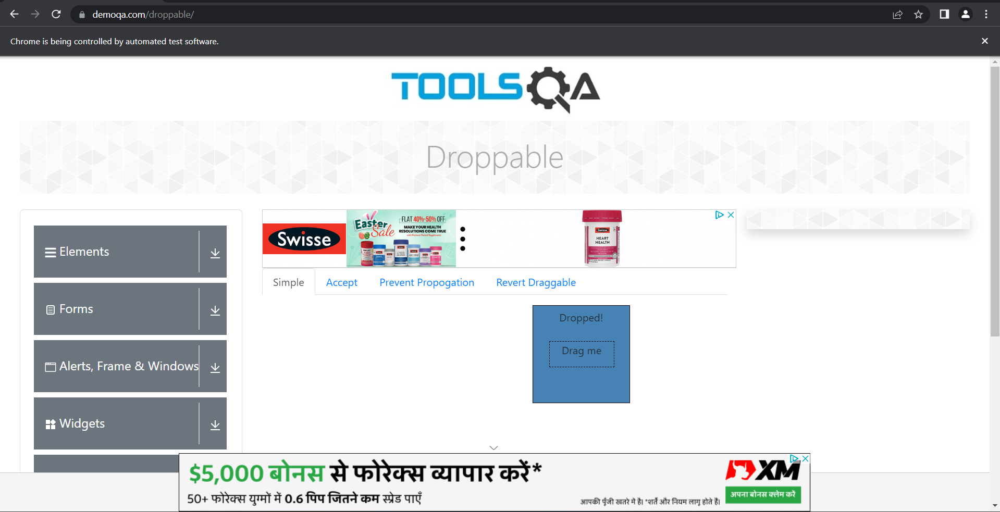 demoqa.com/droppable/
Chrome is being controlled by automated test software.
TOOLSQA
Droppable
Elements
Forms
Alerts, Frame & Windows
Widgets
Swisse
Easter
Sale
FLAT 40%-50% OFF
MAKE YOUR HEALTH
RESOLUTIONS COME TRUE
Swisse
HEART
HEALTH
Simple
Accept
Prevent Propogation
Revert Draggable
Dropped!
Drag me
$5,000 बोनस से फोरेक्स व्यापार करें*
50+ फोरेक्स युग्मों में 0.6 पिप जितने कम स्प्रेड पाएँ
आपकी पूँजी खतरे में है। *शर्तें और नियम लागू होते हैं।
XM
अपना बोनस क्लेम करें